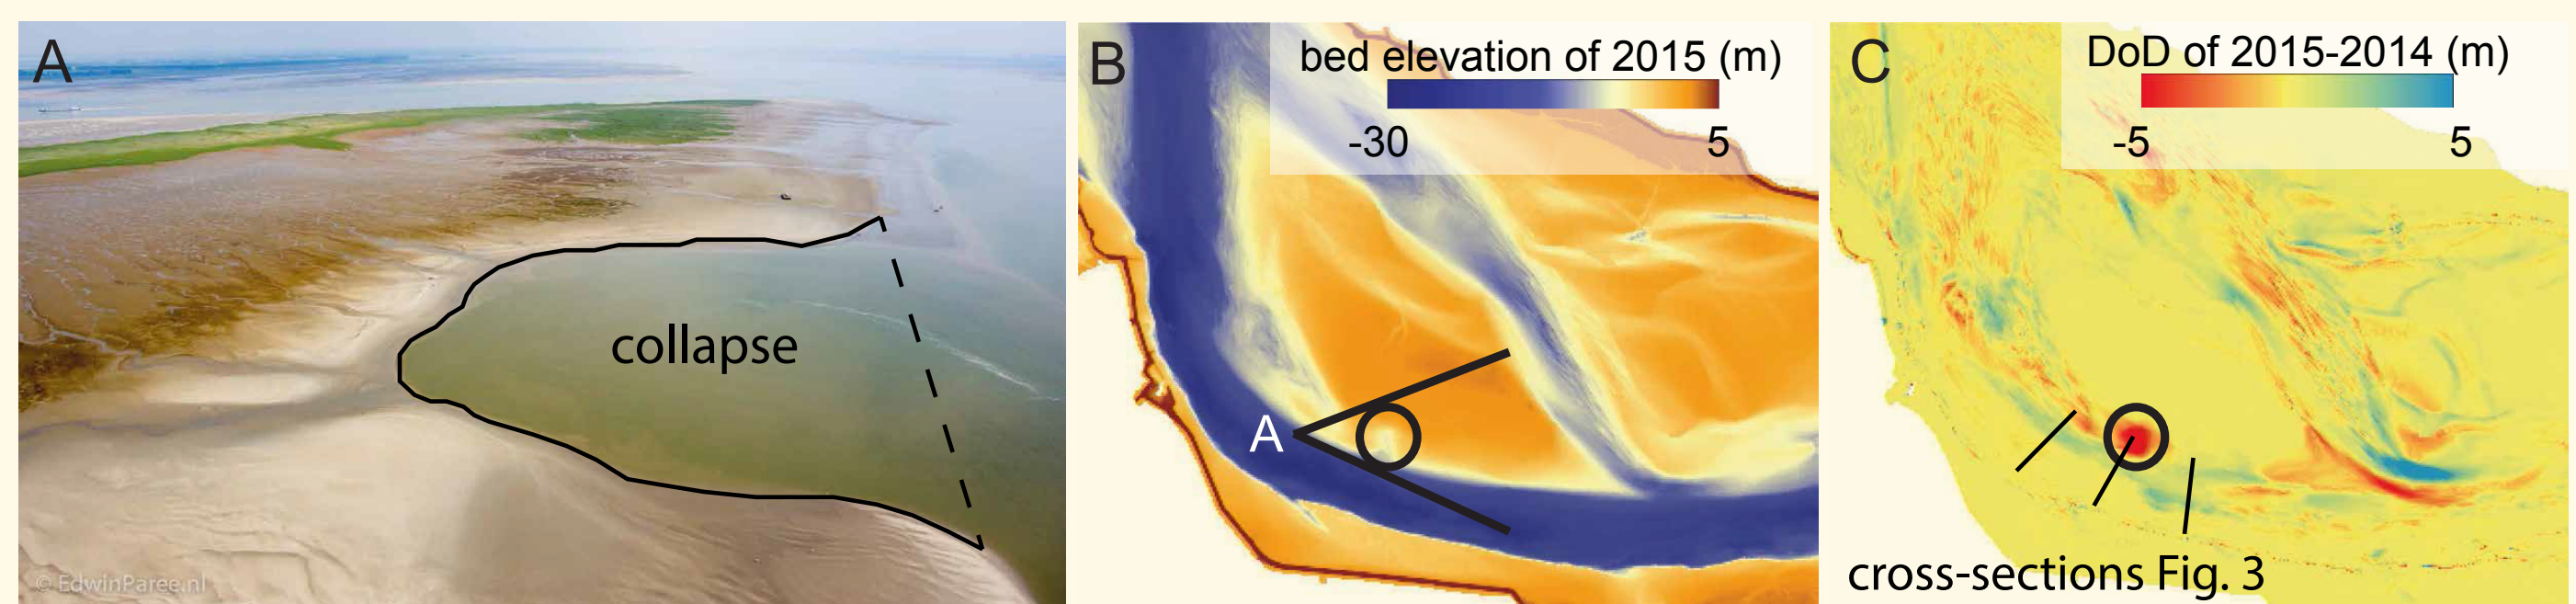 A
collapse
© EdwinParee.nl
B
bed elevation of 2015 (m)
-30 5
A
C
DoD of 2015-2014 (m)
-5 5
cross-sections Fig. 3